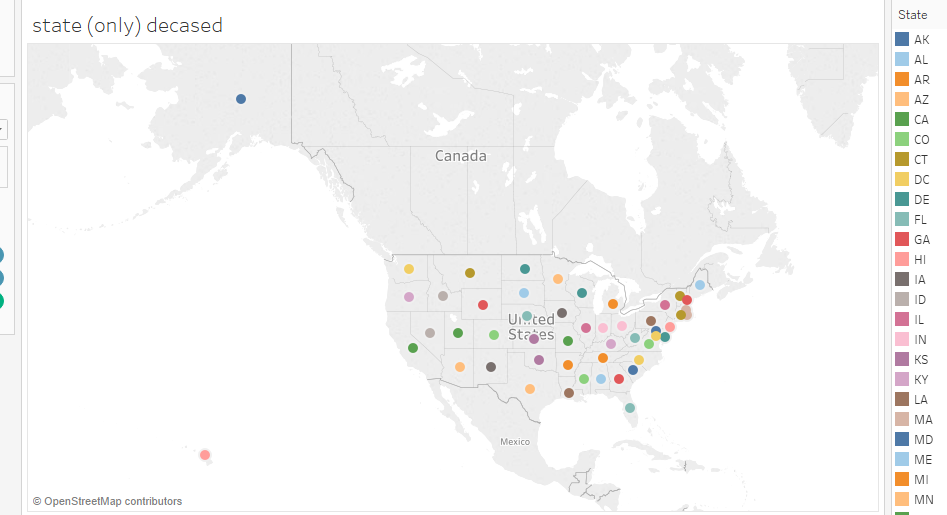 state (only) decased
State
AK
AL
AR
AZ
CA
CO
CT
DC
DE
FL
GA
HI
IA
ID
IL
IN
KS
KY
LA
MA
MD
ME
MI
MN
Canada
United
States
Mexico
© OpenStreetMap contributors